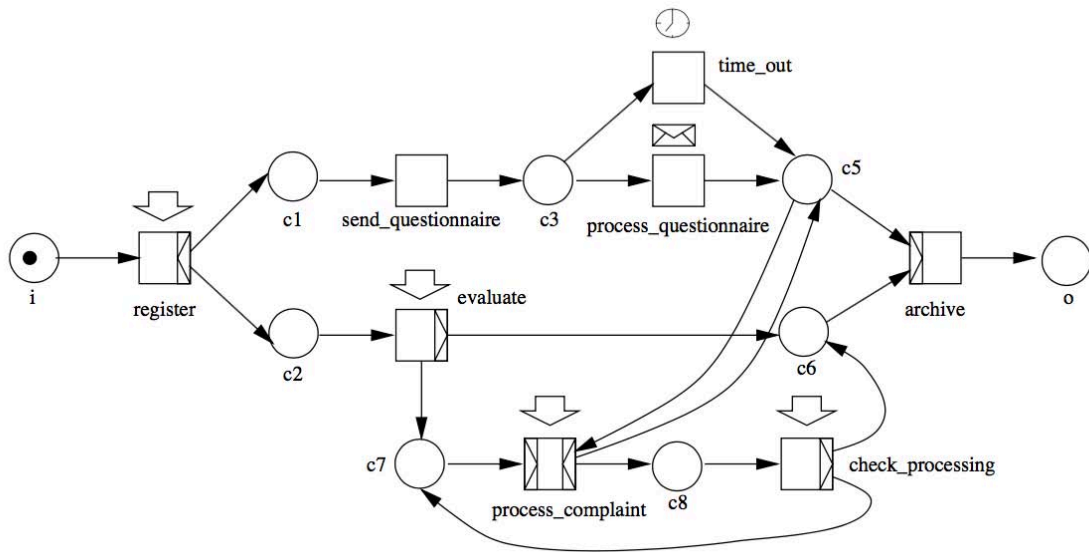 time_out
c5
c1
send_questionnaire
c3
process_questionnaire
i
register
evaluate
archive
o
c2
c6
c7
process_complaint
c8
check_processing